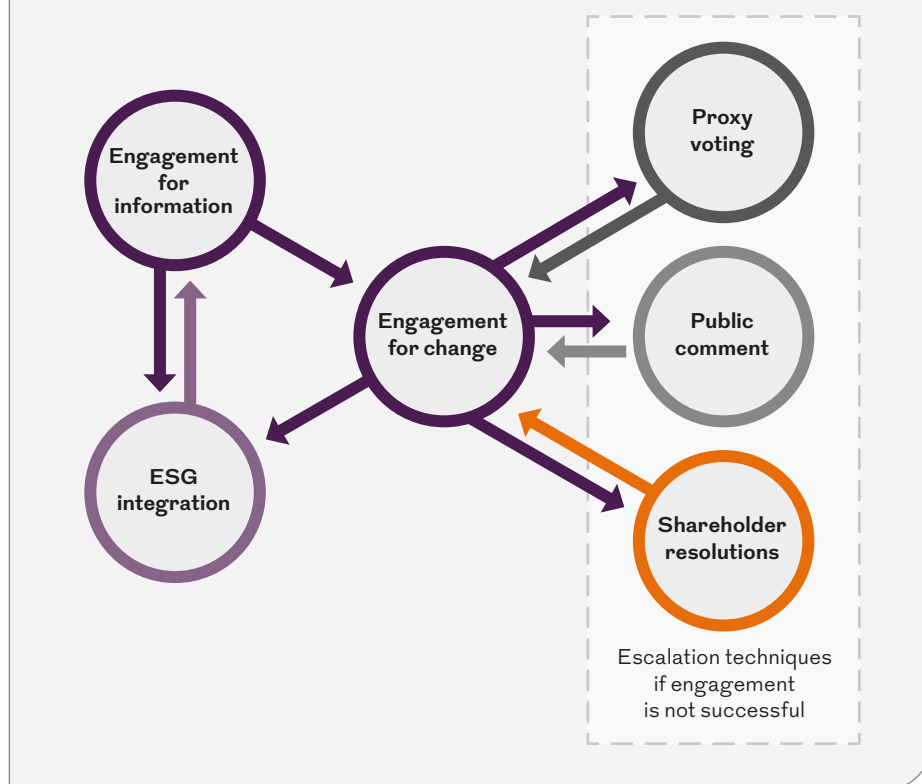 Engagement
for
information
ESG
integration
Engagement
for change
Proxy
voting
Public
comment
Shareholder
resolutions
Escalation techniques
if engagement
is not successful